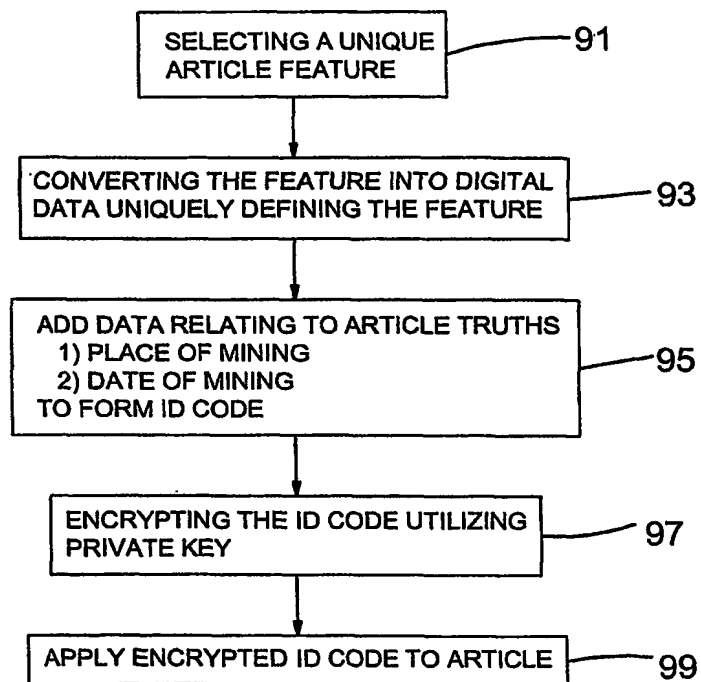 SELECTING A UNIQUE
ARTICLE FEATURE
91
CONVERTING THE FEATURE INTO DIGITAL
DATA UNIQUELY DEFINING THE FEATURE
93
ADD DATA RELATING TO ARTICLE TRUTHS
1) PLACE OF MINING
2) DATE OF MINING
TO FORM ID CODE
95
ENCRYPTING THE ID CODE UTILIZING
PRIVATE KEY
97
APPLY ENCRYPTED ID CODE TO ARTICLE
99